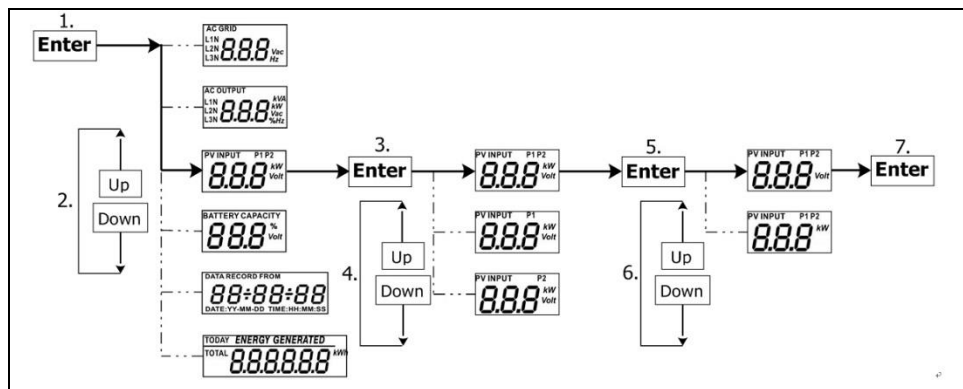 1.
Enter
AC GRID
L1N
L2N
L3N
8.8.8
Vac
Hz
AC OUTPUT
L1N
L2N
L3N
8.8.8
kVA
kW
Vac
%Hz
2.
Up
Down
PV INPUT P1 P2
8.8.8
kW
Volt
3.
Enter
PV INPUT P1 P2
8.8.8
kW
Volt
5.
Enter
PV INPUT P1 P2
8.8.8
Volt
7.
Enter
BATTERY CAPACITY
88.8
%
Volt
4.
Up
Down
PV INPUT P1
8.8.8
kW
Volt
6.
Up
Down
PV INPUT P1 P2
8.8.8
kW
DATA RECORD FROM
88:88:88
DATE:YY-MM-DD TIME:HH:MM:SS
PV INPUT P2
8.8.8
kW
Volt
TODAY ENERGY GENERATED
TOTAL 8.8.8.8.8.8 kWh